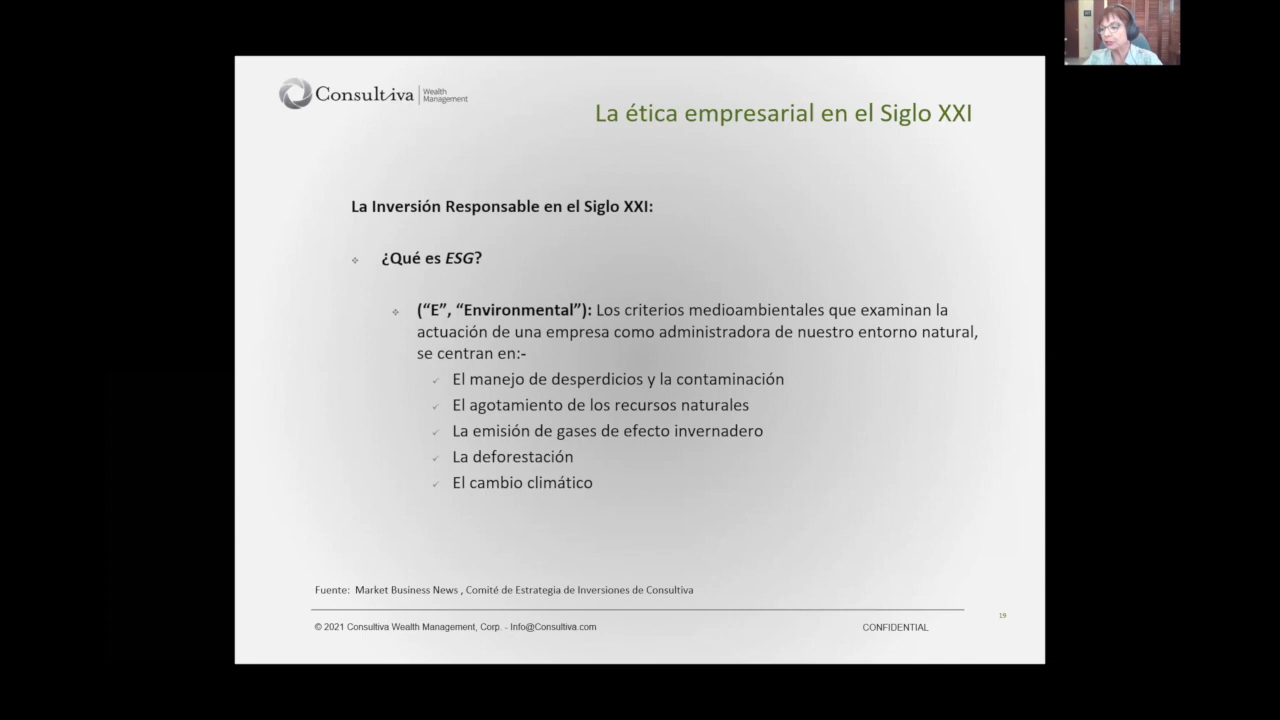 Consultiva Wealth Management
La ética empresarial en el Siglo XXI
La Inversión Responsable en el Siglo XXI:
¿Qué es ESG?
(“E”, “Environmental”): Los criterios medioambientales que examinan la
actuación de una empresa como administradora de nuestro entorno natural,
se centran en:-
El manejo de desperdicios y la contaminación
El agotamiento de los recursos naturales
La emisión de gases de efecto invernadero
La deforestación
El cambio climático
Fuente: Market Business News , Comité de Estrategia de Inversiones de Consultiva
19
© 2021 Consultiva Wealth Management, Corp. - Info@Consultiva.com
CONFIDENTIAL